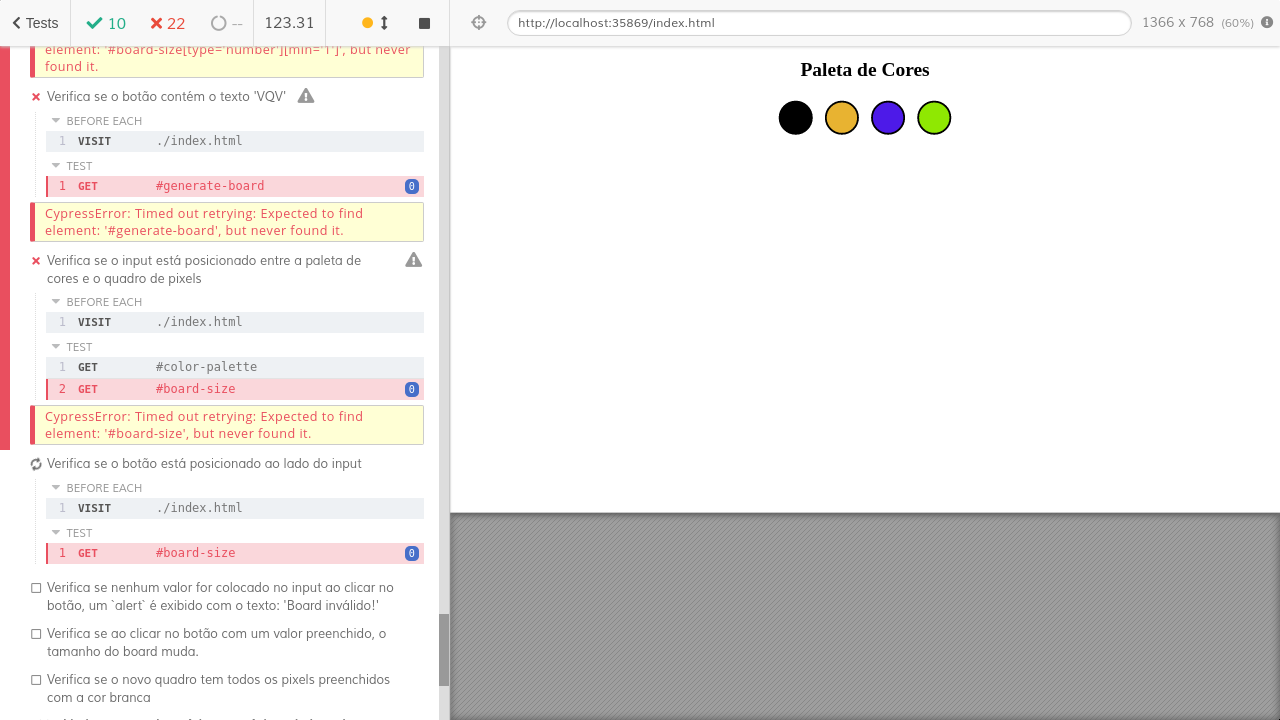 Tests 10 22 -- 123.31
http://localhost:35869/index.html 1366 x 768 (60%)
element: '#board-size[type='number'][min='1']', but never
found it.
Verifica se o botão contém o texto 'VQV'
BEFORE EACH
1 VISIT ./index.html
TEST
1 GET #generate-board 0
CypressError: Timed out retrying: Expected to find
element: '#generate-board', but never found it.
Verifica se o input está posicionado entre a paleta de
cores e o quadro de pixels
BEFORE EACH
1 VISIT ./index.html
TEST
1 GET #color-palette
2 GET #board-size 0
CypressError: Timed out retrying: Expected to find
element: '#board-size', but never found it.
Verifica se o botão está posicionado ao lado do input
BEFORE EACH
1 VISIT ./index.html
TEST
1 GET #board-size 0
Verifica se nenhum valor for colocado no input ao clicar no
botão, um `alert` é exibido com o texto: 'Board inválido!'
Verifica se ao clicar no botão com um valor preenchido, o
tamanho do board muda.
Verifica se o novo quadro tem todos os pixels preenchidos
com a cor branca
Paleta de Cores